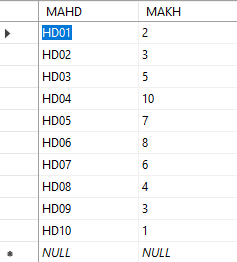 MAHD MAKH
HD01 2
HD02 3
HD03 5
HD04 10
HD05 7
HD06 8
HD07 6
HD08 4
HD09 3
HD10 1
NULL NULL